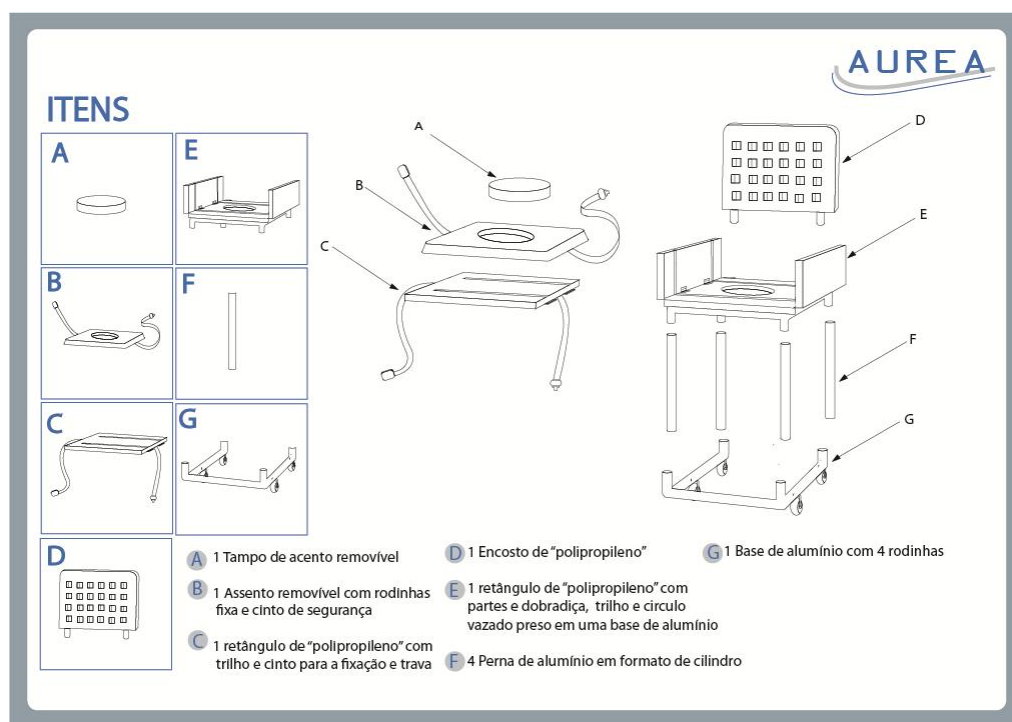 AUREA
ITENS
A
E
B
F
C
G
D
A
B
C
D
E
F
G
A 1 Tampo de acento removível
B 1 Assento removível com rodinhas
fixa e cinto de segurança
C 1 retângulo de "polipropileno" com
trilho e cinto para a fixação e trava
D 1 Encosto de "polipropileno"
E 1 retângulo de "polipropileno" com
partes e dobradiça, trilho e circulo
vazado preso em uma base de alumínio
F 4 Perna de alumínio em formato de cilindro
G 1 Base de alumínio com 4 rodinhas